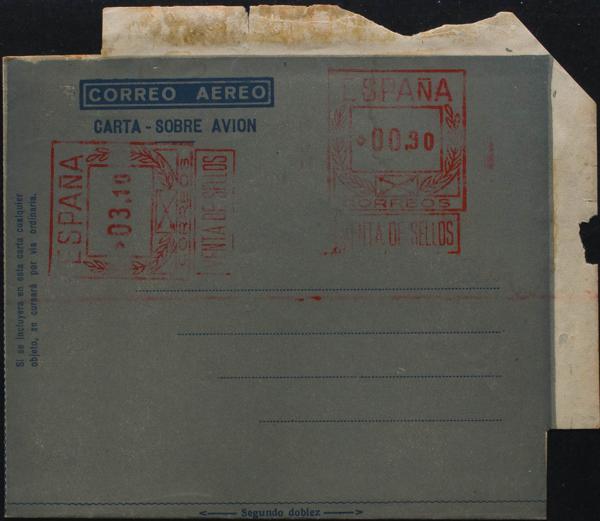 CORREO AEREO
CARTA - SOBRE AVION
ESPAÑA
00.30
CORREOS
VENTA DE SELLOS
ESPAÑA
03.10
CORREOS
VENTA DE SELLOS
Si se incluyera en esta carta cualquier
objeto, se cursará por vía ordinaria.
Segundo doblez